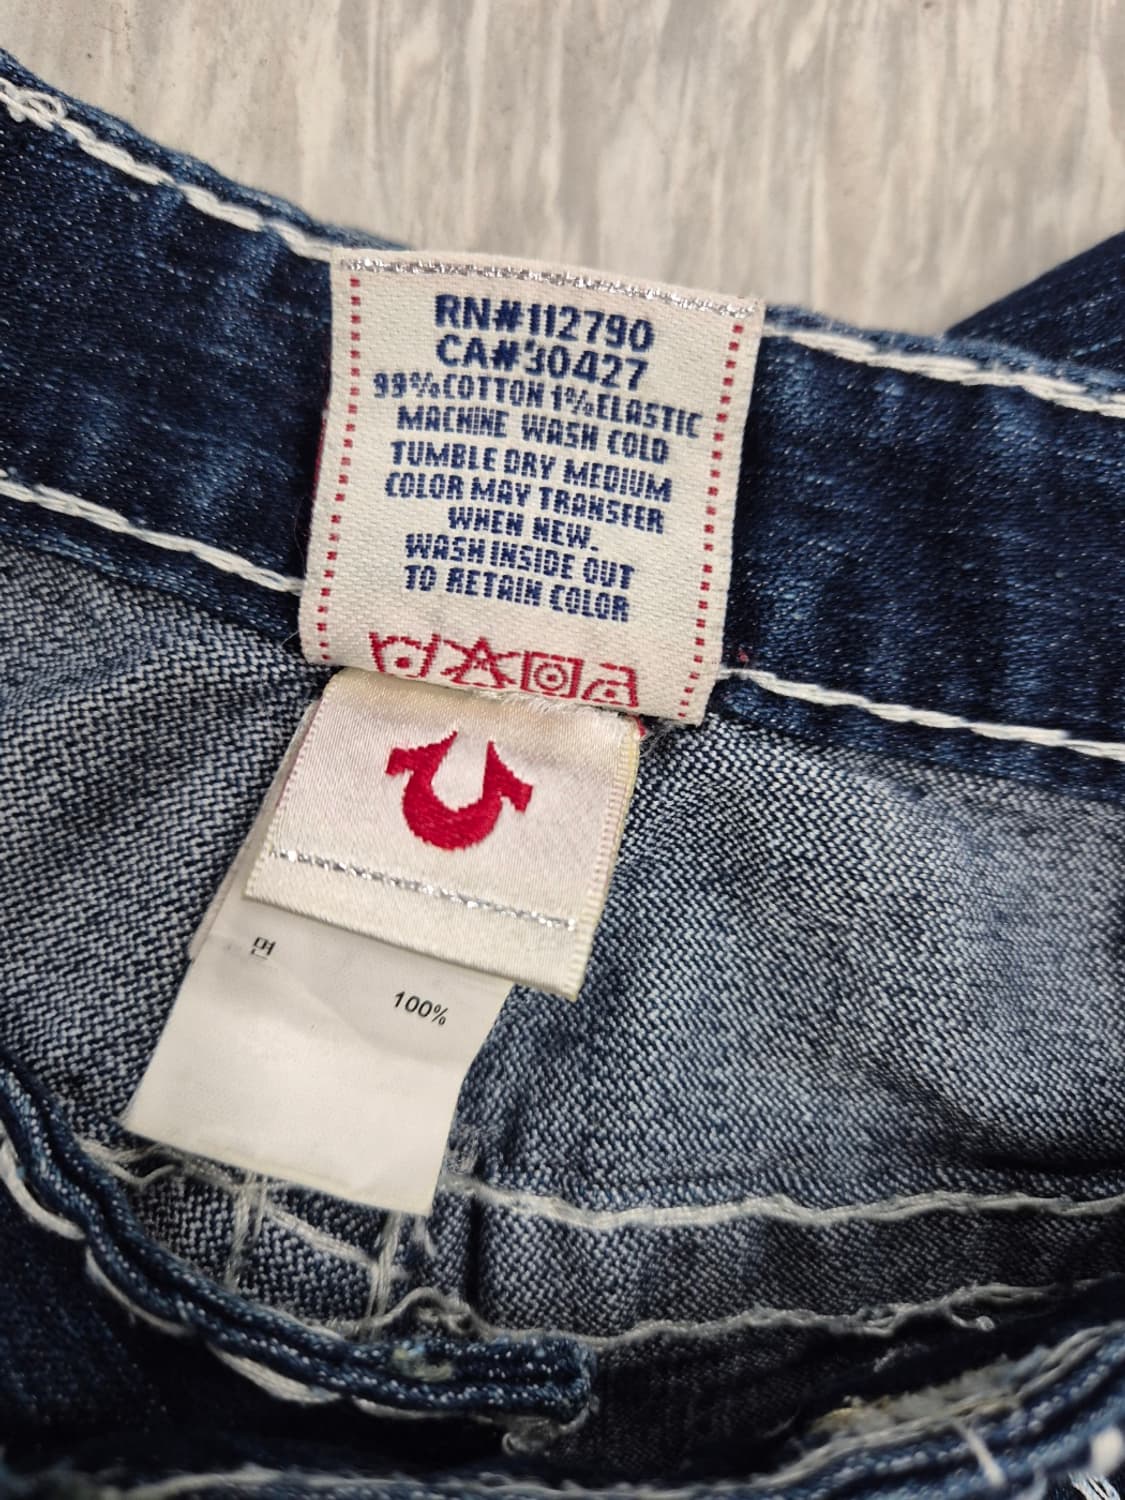 RN#112790
CA#30427
99%COTTON 1%ELASTIC
MACHINE WASH COLD
TUMBLE DRY MEDIUM
COLOR MAY TRANSFER
WHEN NEW.
WASH INSIDE OUT
TO RETAIN COLOR
100%